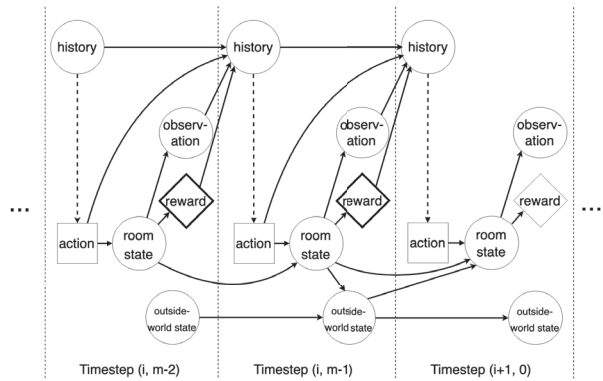 history
history
history
observ-
ation
observ-
ation
observ-
ation
reward
reward
reward
action
room
state
action
room
state
action
room
state
outside-
world state
outside-
world state
outside-
world state
...
...
Timestep (i, m-2)
Timestep (i, m-1)
Timestep (i+1, 0)